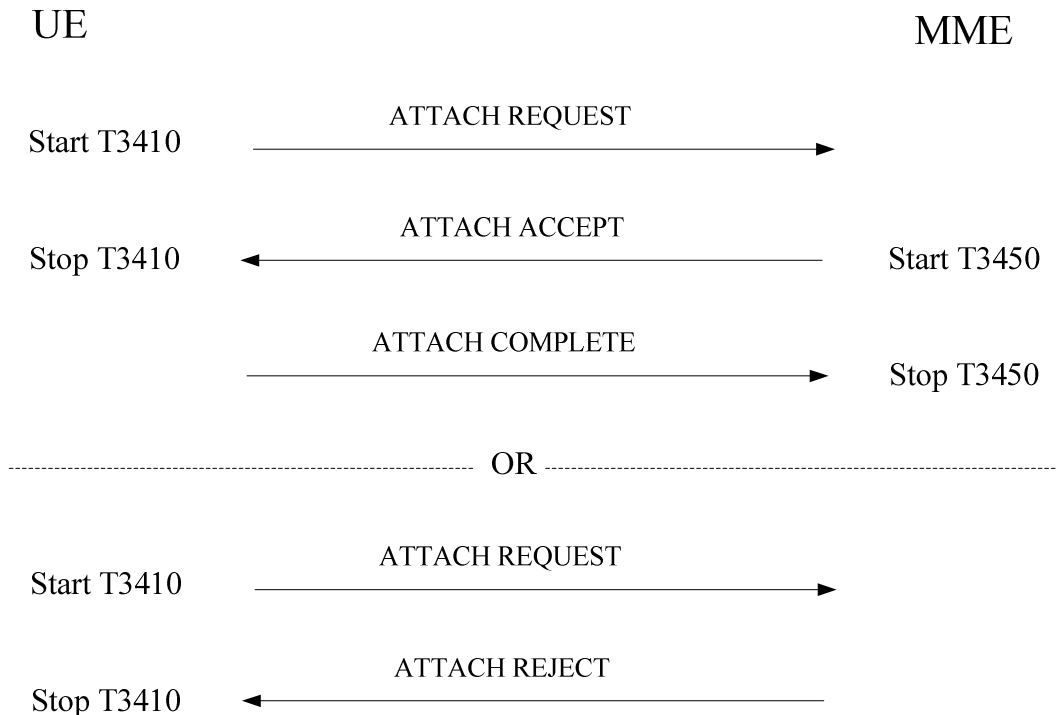 UE
MME
ATTACH REQUEST
Start T3410
ATTACH ACCEPT
Stop T3410
Start T3450
ATTACH COMPLETE
Stop T3450
OR
ATTACH REQUEST
Start T3410
ATTACH REJECT
Stop T3410